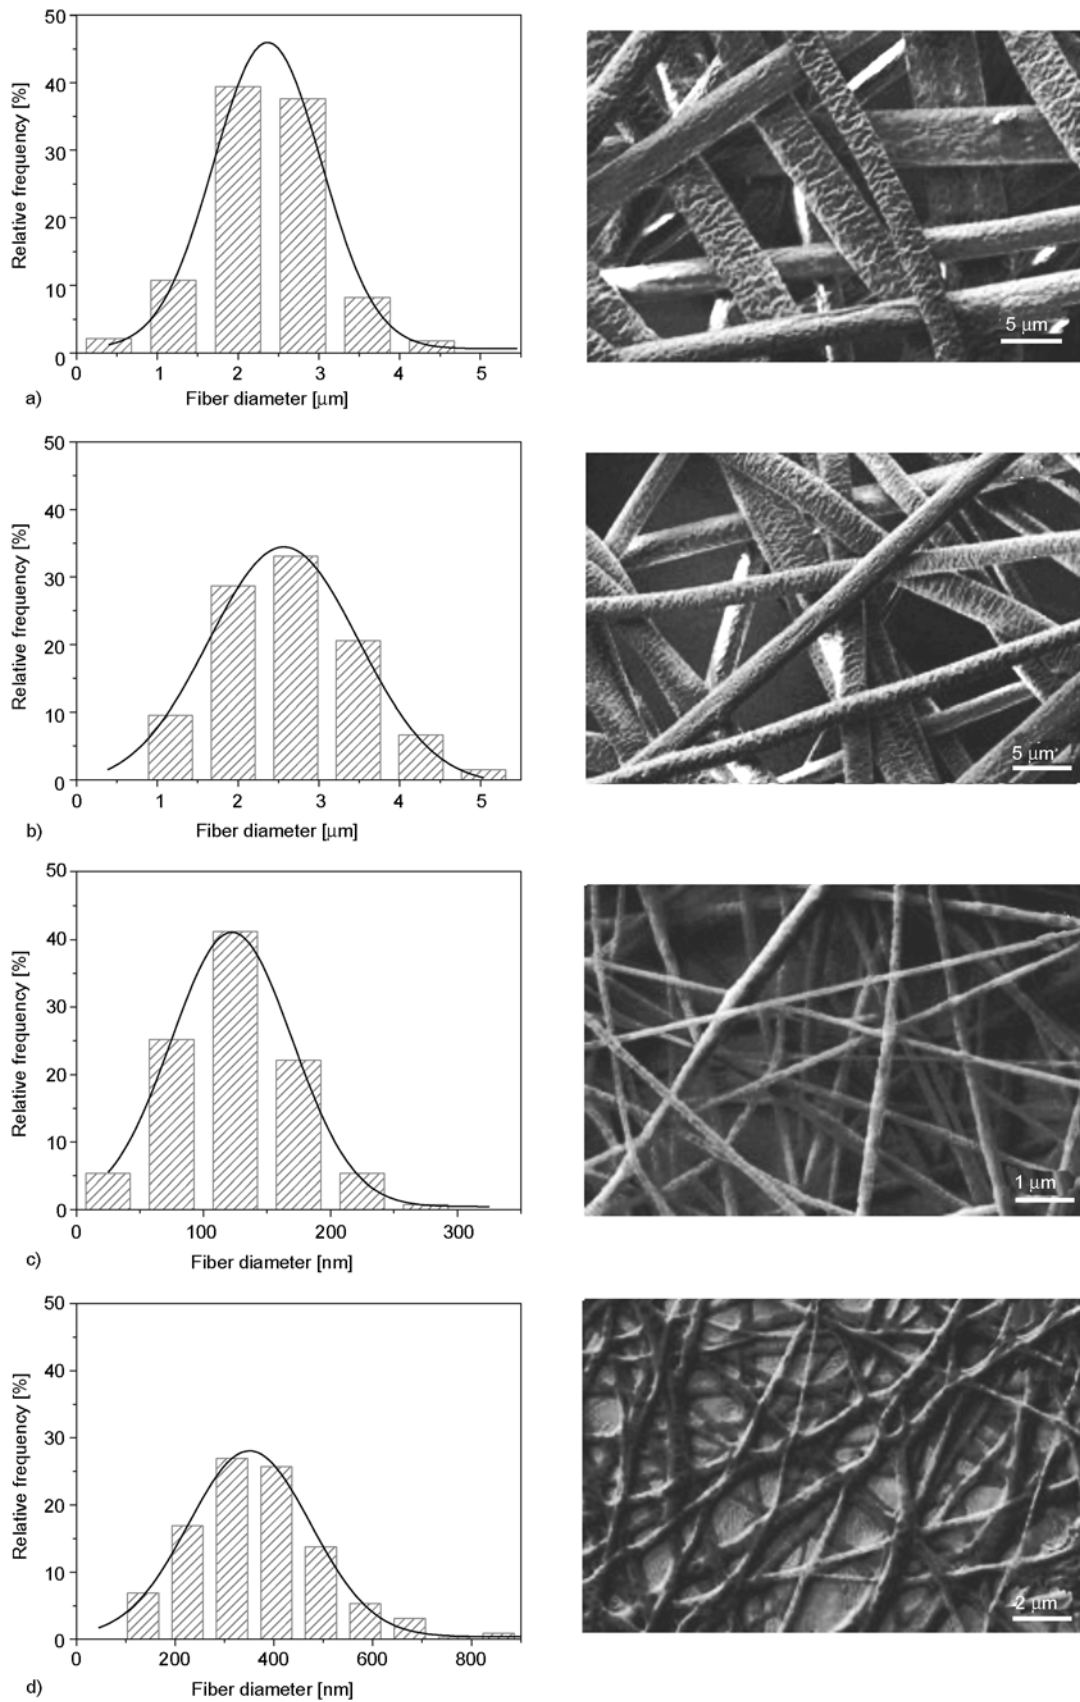 50
40
30
20
10
0
Relative frequency [%]
0 1 2 3 4 5
Fiber diameter [μm]
a)
5 μm
50
40
30
20
10
0
Relative frequency [%]
0 1 2 3 4 5
Fiber diameter [μm]
b)
5 μm
50
40
30
20
10
0
Relative frequency [%]
0 100 200 300
Fiber diameter [nm]
c)
1 μm
50
40
30
20
10
0
Relative frequency [%]
200 400 600 800
Fiber diameter [nm]
d)
2 μm